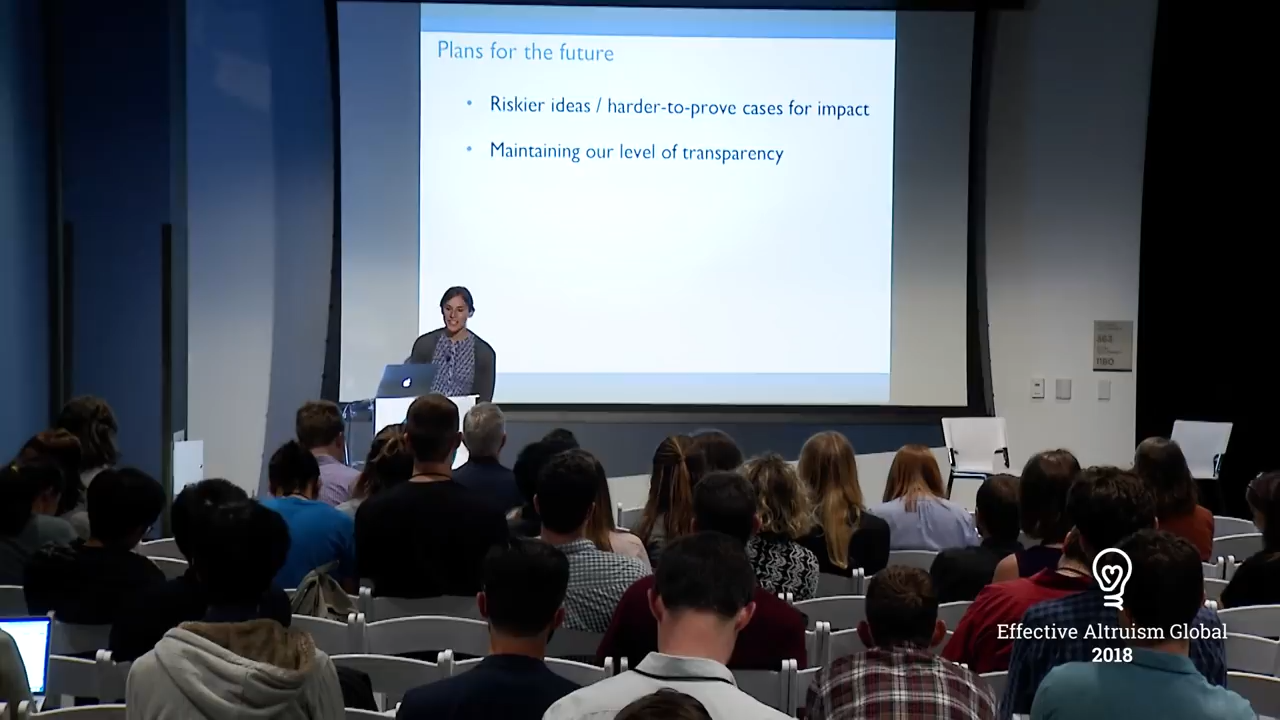 Plans for the future
• Riskier ideas / harder-to-prove cases for impact
• Maintaining our level of transparency
1180
Effective Altruism Global
2018